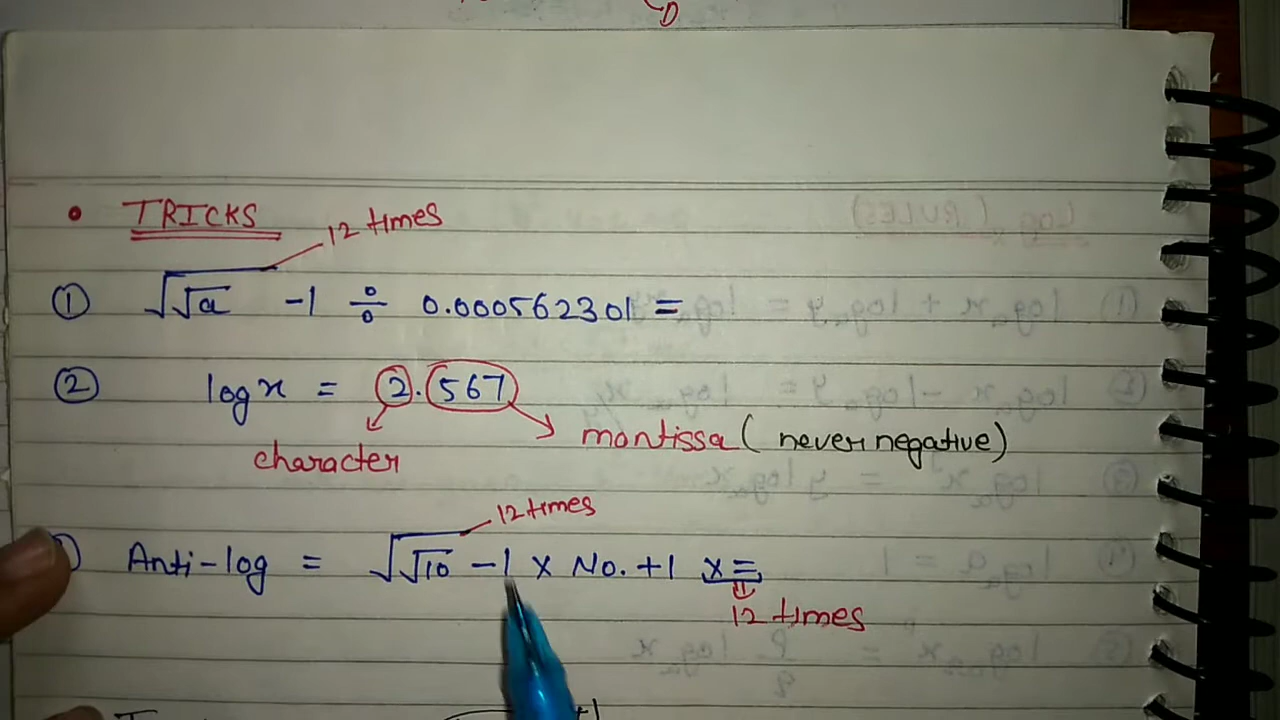 D
• TRICKS
12 times
① √√a -1 ÷ 0.000562301 =
② log x = 2.567
character
mantissa ( never negative)
12 times
Anti-log = √√10 -1 x No. +1 x=
12 times